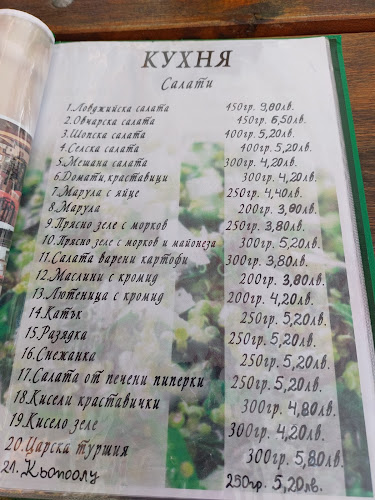 КУХНЯ
Салати
1.Ловджийска салата 450гр. 9,80лв.
2.Овчарска салата 450гр. 6,50лв.
3.Шопска салата 400гр. 5,20лв.
4.Селска салата 400гр. 5,20лв.
5.Мешана салата 300гр. 4,20лв.
6.Домати,краставици 300гр. 4,20лв.
7.Марула с яйце 250гр. 4,40лв.
8.Марула 200гр. 3,80лв.
9.Прясно зеле с морков 250гр. 3,80лв.
10.Прясно зеле с морков и майонеза 300гр. 5,20лв.
11.Салата варени картофи 300гр. 3,80лв.
12.Маслини с кромид 200гр. 3,80лв.
13.Лютеница с кромид 200гр. 4,20лв.
14.Катък 250гр. 5,20лв.
15.Разядка 250гр. 5,20лв.
16.Снежанка 250гр. 5,20лв.
17.Салата от печени пиперки 250гр. 5,20лв.
18.Кисели краставички 300гр. 4,80лв.
19.Кисело зеле 300гр. 4,20лв.
20.Царска туршия 300гр. 5,80лв.
21. Кьопоолу 250гр. 5,20лв.